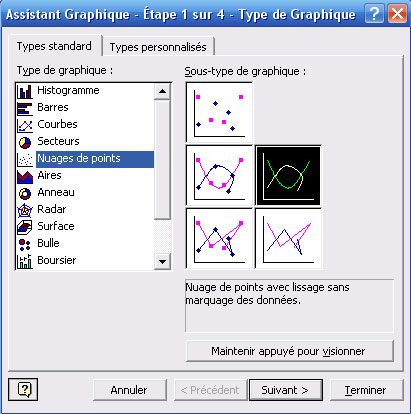 Assistant Graphique - Étape 1 sur 4 - Type de Graphique
Types standard
Types personnalisés
Type de graphique :
Histogramme
Barres
Courbes
Secteurs
Nuages de points
Aires
Anneau
Radar
Surface
Bulle
Boursier
Sous-type de graphique :
Nuage de points avec lissage sans
marquage des données.
Maintenir appuyé pour visionner
Annuler
< Précédent
Suivant >
Terminer